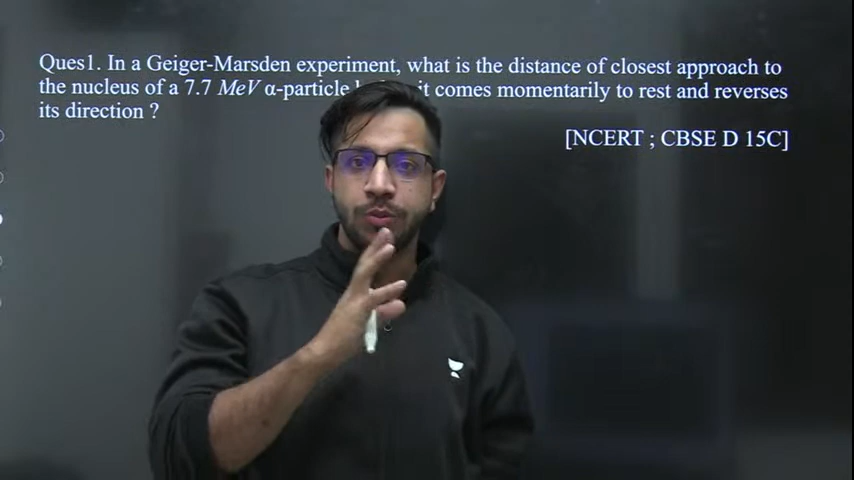 Ques1. In a Geiger-Marsden experiment, what is the distance of closest approach to
the nucleus of a 7.7 MeV α-particle it comes momentarily to rest and reverses
its direction ?
[NCERT ; CBSE D 15C]